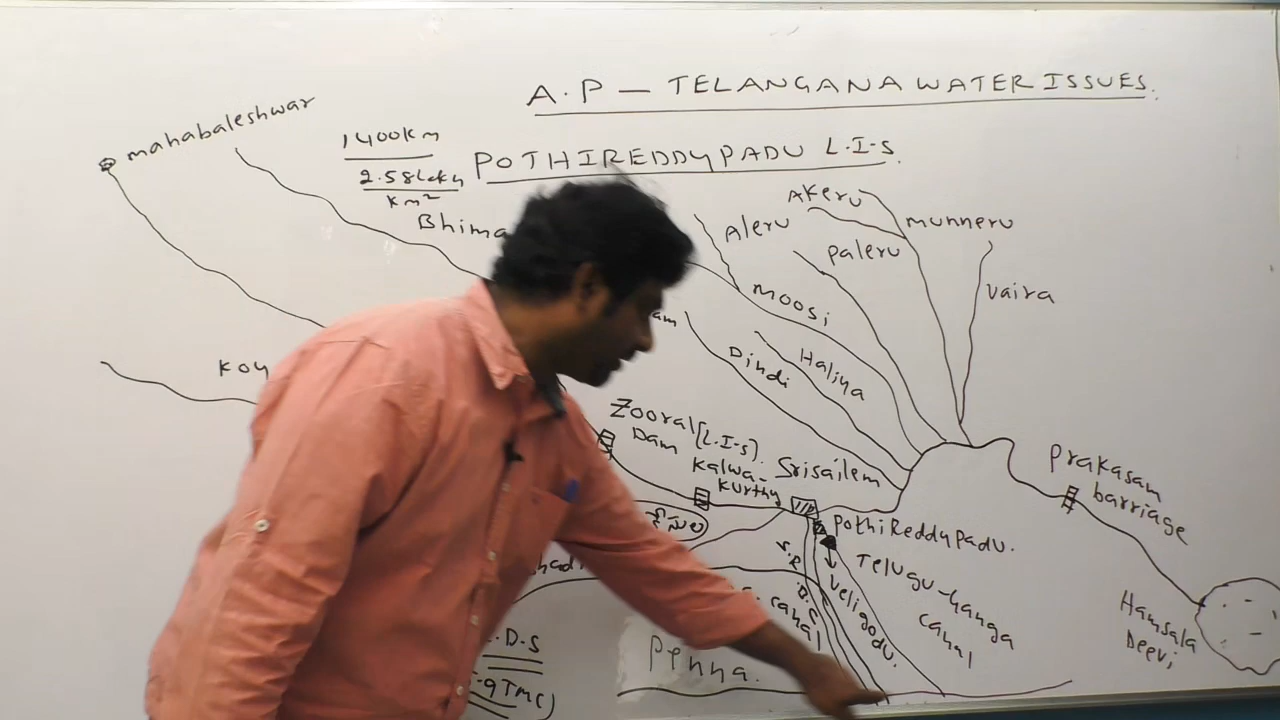 A.P — TELANGANA WATER ISSUES.
POTHIREDDYPADU L.I-S.
mahabaleshwar
1400km
2.58Lakh
km²
Bhima
Akeru
Aleru
munneru
paleru
vaira
moosi
Haliya
Dindi
Koy
Zooral[L.I-S).
Dam
Kalwa-
Kurthy
Srisailem
PothiReddypadu.
Telugu-Ganga
canal
veligodu.
canal
prakasam
barriage
Hamsala
Deevi
Penna.